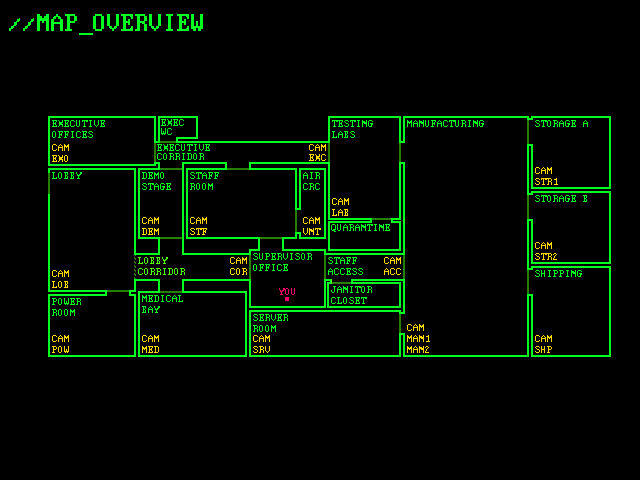 //MAP_OVERVIEW
EXECUTIVE
OFFICES
CAM
EXO
EXEC
WC
EXECUTIVE
CORRIDOR
CAM
EXC
TESTING
LABS
CAM
LAB
MANUFACTURING
STORAGE A
CAM
STR1
LOBBY
CAM
LOB
DEMO
STAGE
CAM
DEM
STAFF
ROOM
CAM
STF
AIR
CRC
CAM
VNT
QUARANTINE
STORAGE B
CAM
STR2
LOBBY
CORRIDOR
CAM
COR
SUPERVISOR
OFFICE
YOU
STAFF
ACCESS
CAM
ACC
JANITOR
CLOSET
SHIPPING
CAM
SHP
POWER
ROOM
CAM
POW
MEDICAL
BAY
CAM
MED
SERVER
ROOM
CAM
SRV
CAM
MAN1
MAN2